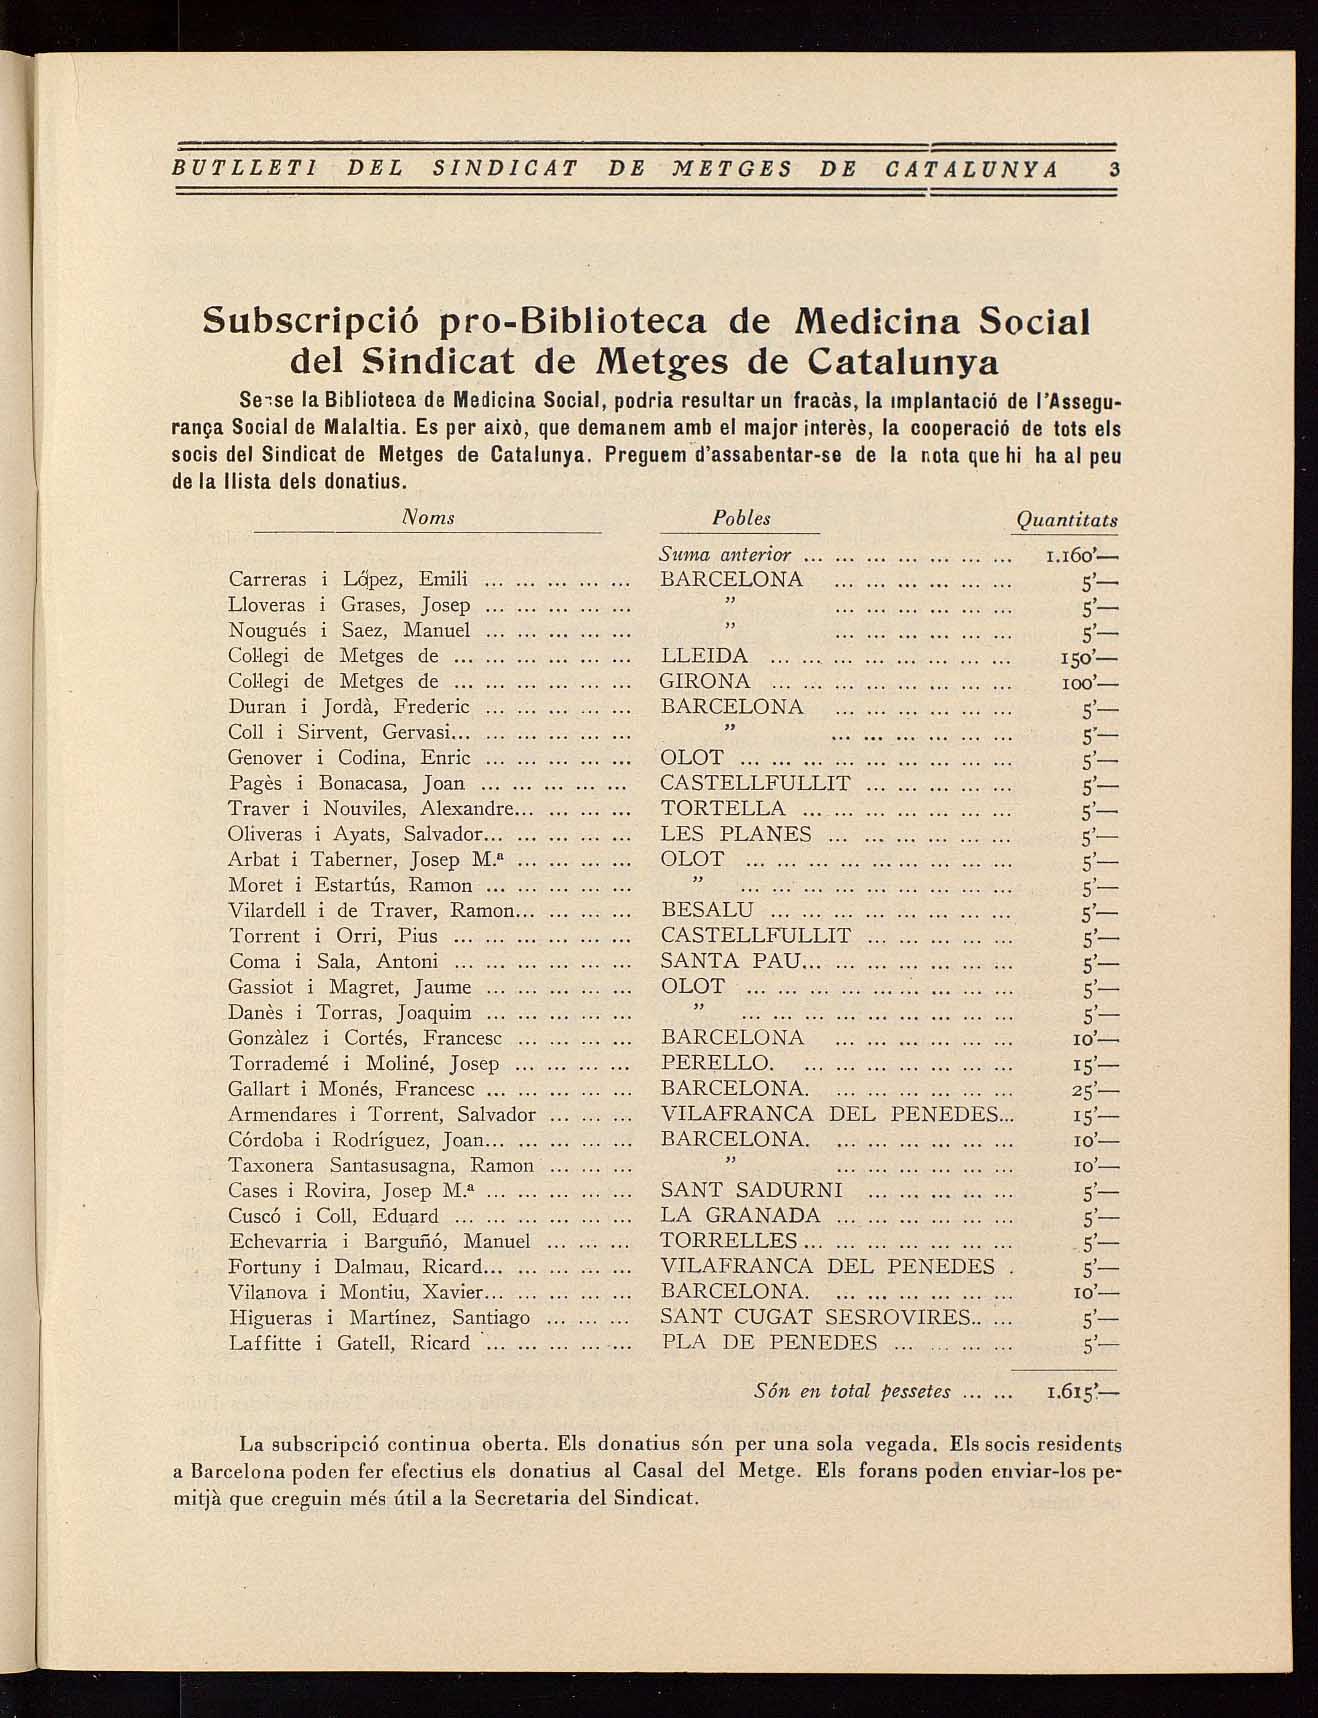 BUTLLETI DEL SINDICAT DE METGES DE CATALUNYA 3
Subscripció pro-Biblioteca de Medicina Social
del Sindicat de Metges de Catalunya
Sense la Biblioteca de Medicina Social, podria resultar un fracàs, la implantació de l'Assegu-
rança Social de Malaltia. Es per això, que demanem amb el major interès, la cooperació de tots els
socis del Sindicat de Metges de Catalunya. Preguem d'assabentar-se de la nota que hi ha al peu
de la llista dels donatius.
Noms Pobles Quantitats
Suma anterior ... ... ... ... ... ... ... 1.160'—
Carreras i López, Emili ... ... ... ... ... BARCELONA ... ... ... ... ... ... 5'—
Lloveras i Grases, Josep ... ... ... ... ... " ... ... ... ... ... ... 5'—
Nougués i Saez, Manuel ... ... ... ... ... " ... ... ... ... ... ... 5'—
Col·legi de Metges de ... ... ... ... ... ... LLEIDA ... ... ... ... ... ... ... ... 150'—
Col·legi de Metges de ... ... ... ... ... ... GIRONA ... ... ... ... ... ... ... ... 100'—
Duran i Jordà, Frederic ... ... ... ... ... BARCELONA ... ... ... ... ... ... 5'—
Coll i Sirvent, Gervasi... ... ... ... ... ... " ... ... ... ... ... ... 5'—
Genover i Codina, Enric ... ... ... ... ... OLOT ... ... ... ... ... ... ... ... ... 5'—
Pagès i Bonacasa, Joan ... ... ... ... ... CASTELLFULLIT ... ... ... ... ... 5'—
Traver i Nouviles, Alexandre... ... ... ... TORTELLA ... ... ... ... ... ... ... 5'—
Oliveras i Ayats, Salvador... ... ... ... ... LES PLANES ... ... ... ... ... ... 5'—
Arbat i Taberner, Josep M.ª ... ... ... ... OLOT ... ... ... ... ... ... ... ... ... 5'—
Moret i Estartús, Ramon ... ... ... ... ... " ... ... ... ... ... ... ... ... ... 5'—
Vilardell i de Traver, Ramon... ... ... ... BESALU ... ... ... ... ... ... ... ... 5'—
Torrent i Orri, Pius ... ... ... ... ... ... CASTELLFULLIT ... ... ... ... ... 5'—
Coma i Sala, Antoni ... ... ... ... ... ... SANTA PAU... ... ... ... ... ... ... 5'—
Gassiot i Magret, Jaume ... ... ... ... ... OLOT ... ... ... ... ... ... ... ... ... 5'—
Danès i Torras, Joaquim ... ... ... ... ... " ... ... ... ... ... ... ... ... ... 5'—
Gonzàlez i Cortés, Francesc ... ... ... ... BARCELONA ... ... ... ... ... ... 10'—
Torrademé i Moliné, Josep ... ... ... ... PERELLO. ... ... ... ... ... ... ... 15'—
Gallart i Monés, Francesc ... ... ... ... ... BARCELONA. ... ... ... ... ... ... 25'—
Armendares i Torrent, Salvador ... ... ... VILAFRANCA DEL PENEDES... 15'—
Córdoba i Rodríguez, Joan... ... ... ... ... BARCELONA. ... ... ... ... ... ... 10'—
Taxonera Santasusagna, Ramon ... ... ... " ... ... ... ... ... ... 10'—
Cases i Rovira, Josep M.ª ... ... ... ... ... SANT SADURNI ... ... ... ... ... 5'—
Cuscó i Coll, Eduard ... ... ... ... ... ... LA GRANADA ... ... ... ... ... ... 5'—
Echevarria i Barguñó, Manuel ... ... ... TORRELLES ... ... ... ... ... ... ... 5'—
Fortuny i Dalmau, Ricard... ... ... ... ... VILAFRANCA DEL PENEDES . 5'—
Vilanova i Montiu, Xavier... ... ... ... ... BARCELONA. ... ... ... ... ... ... 10'—
Higueras i Martínez, Santiago ... ... ... SANT CUGAT SESROVIRES.. ... 5'—
Laffitte i Gatell, Ricard ... ... ... ... ... PLA DE PENEDES ... ... ... ... 5'—
Són en total pessetes ... ... 1.615'.—
La subscripció continua oberta. Els donatius són per una sola vegada. Els socis residents
a Barcelona poden fer efectius els donatius al Casal del Metge. Els forans poden enviar-los pe-
mitjà que creguin més útil a la Secretaria del Sindicat.